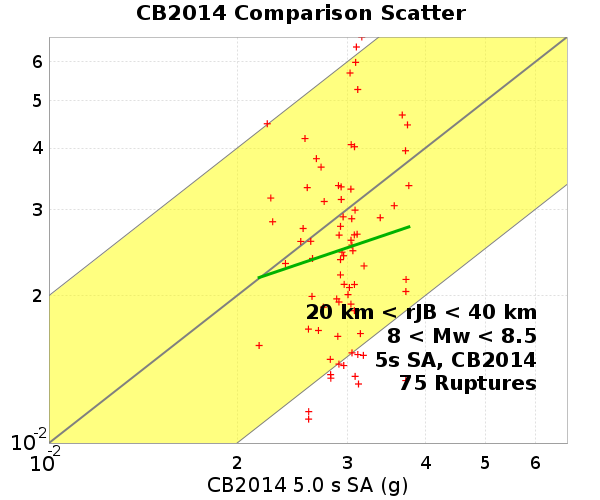 CB2014 Comparison Scatter
6
5
4
3
2
10-2
10-2
2
3
4
5
6
20 km < rJB < 40 km
8 < Mw < 8.5
5s SA, CB2014
75 Ruptures
CB2014 5.0 s SA (g)